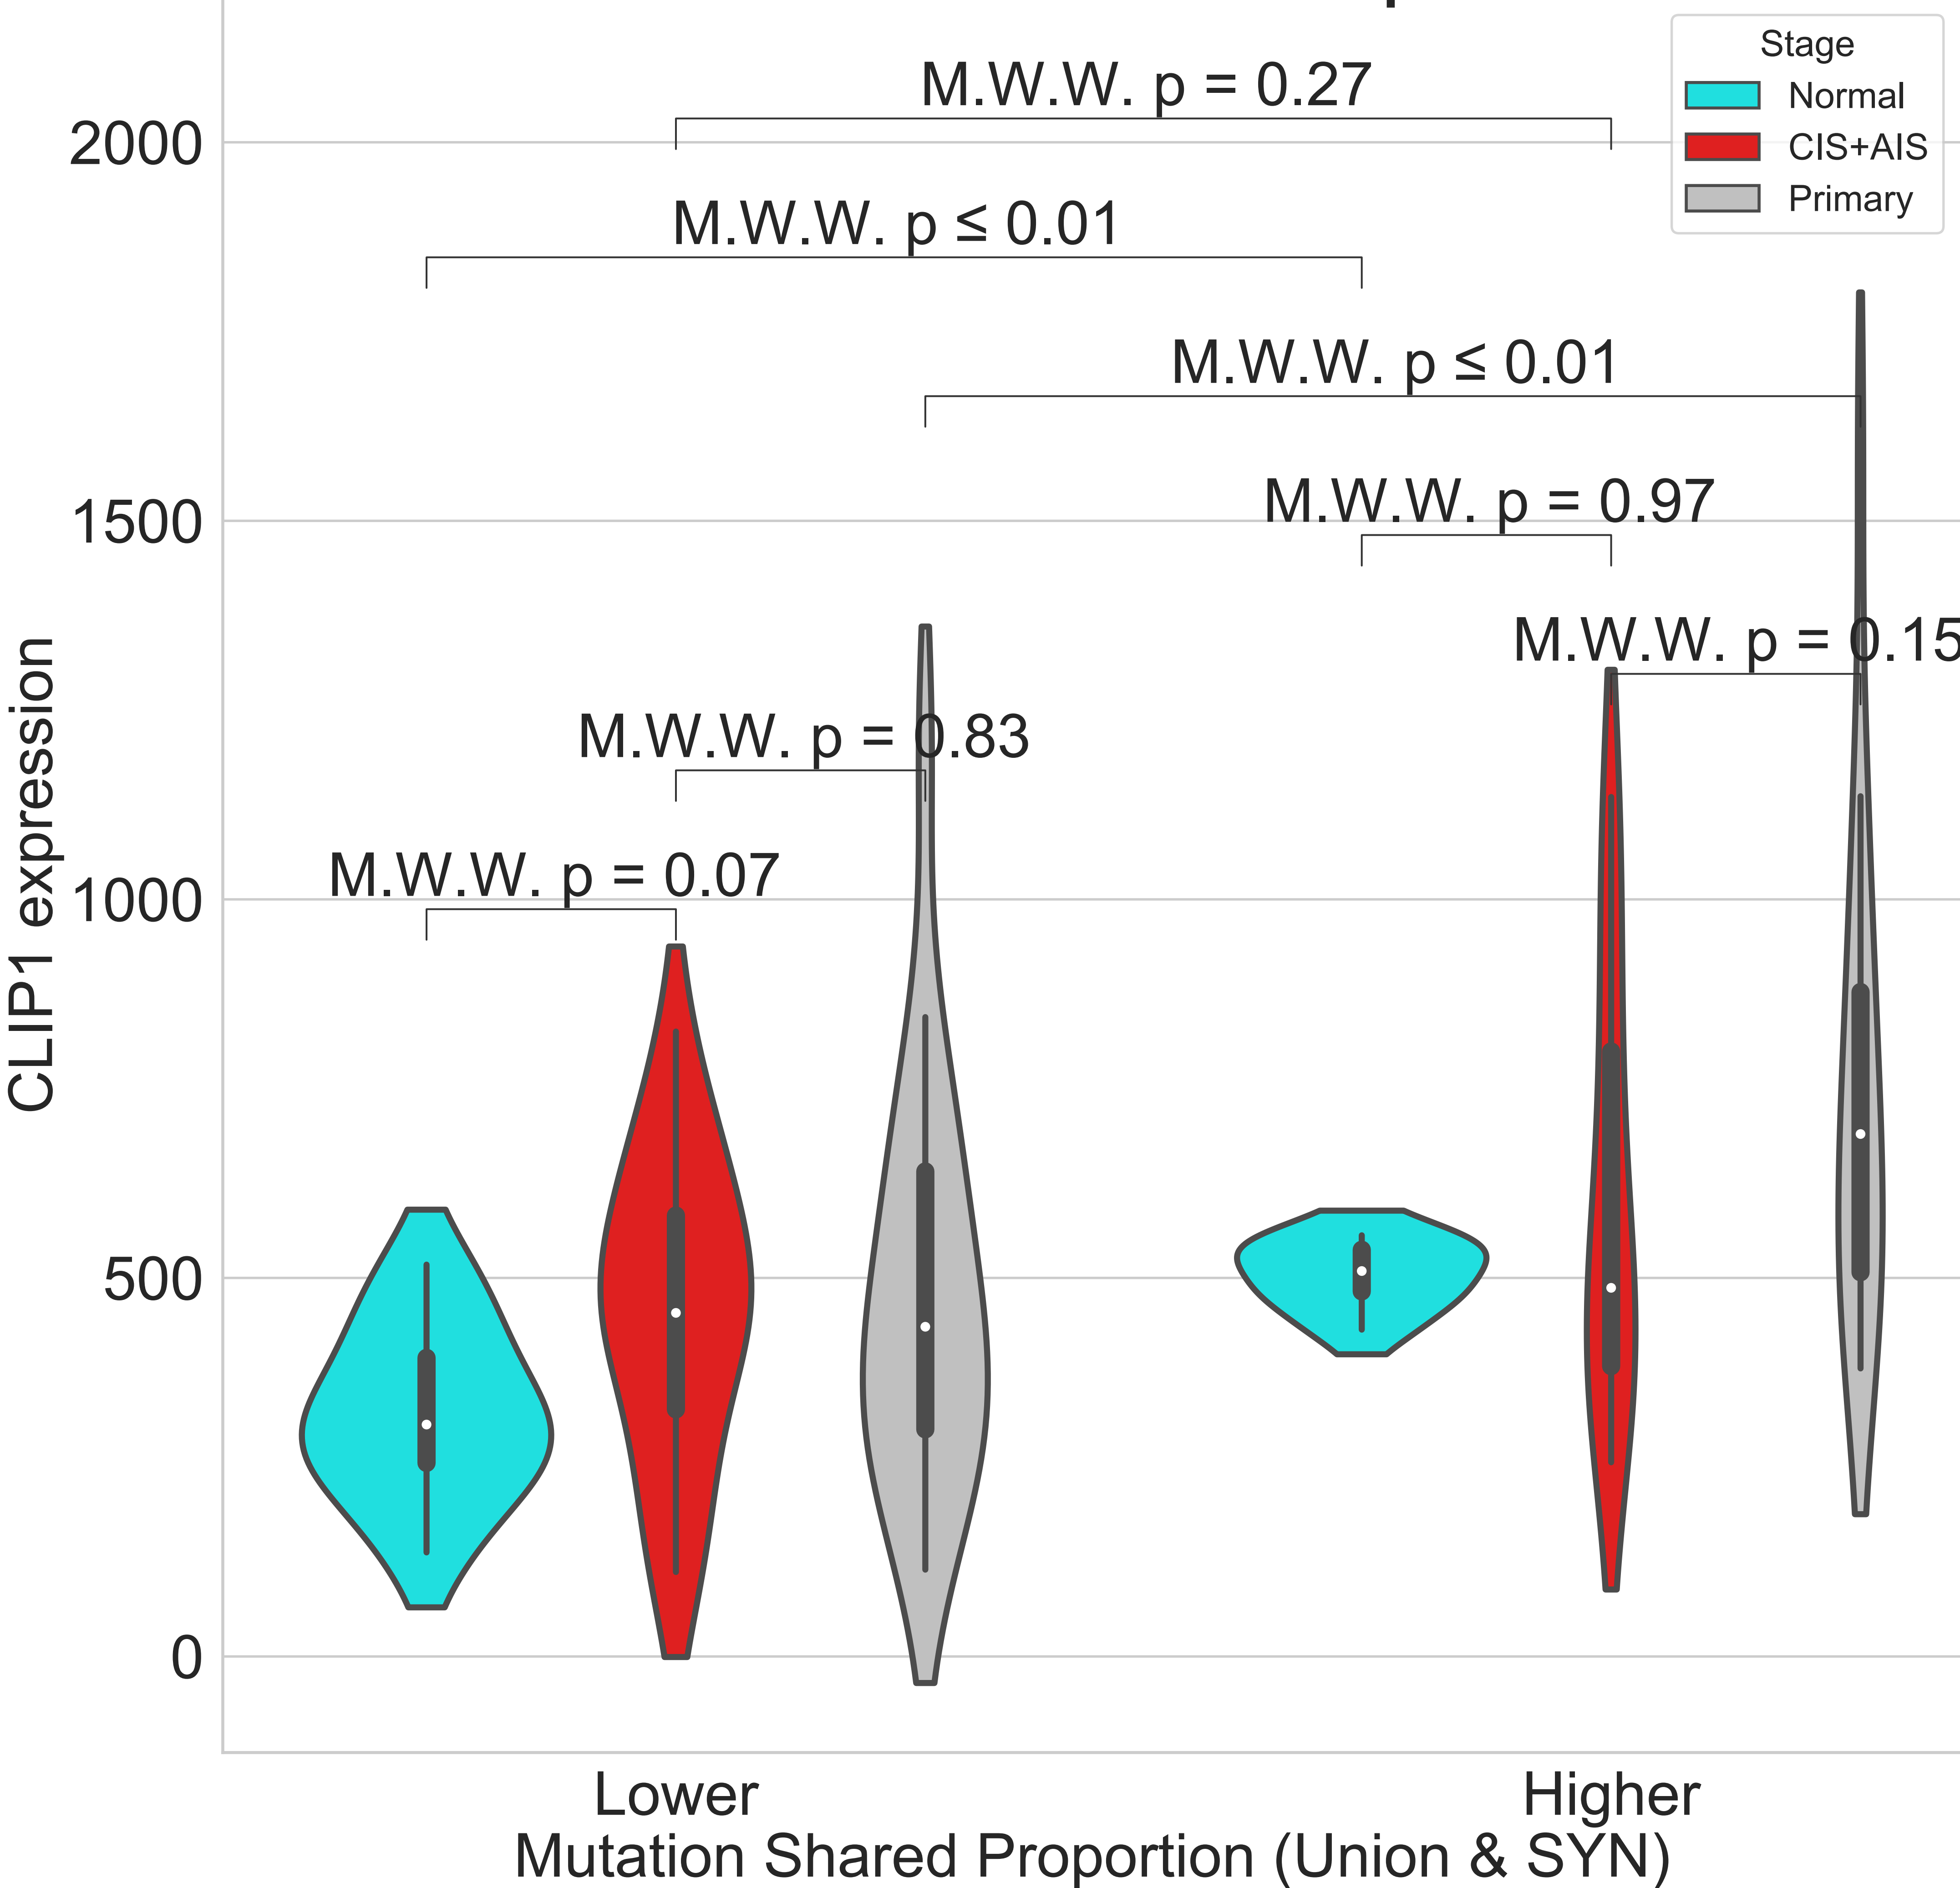 Stage
Normal
CIS+AIS
Primary
M.W.W. p = 0.27
M.W.W. p ≤ 0.01
M.W.W. p ≤ 0.01
M.W.W. p = 0.97
M.W.W. p = 0.15
M.W.W. p = 0.83
M.W.W. p = 0.07
2000
1500
1000
500
0
CLIP1 expression
Lower
Higher
Mutation Shared Proportion (Union & SYN)